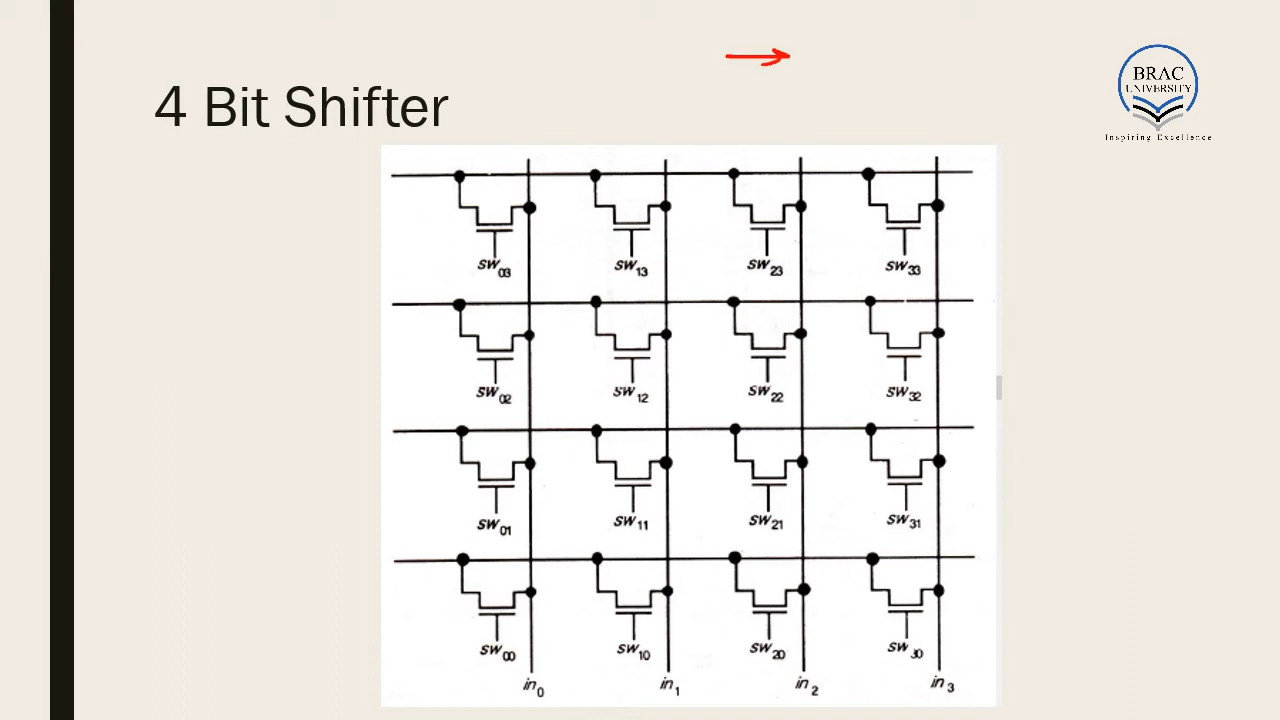 4 Bit Shifter
BRAC
UNIVERSITY
Inspiring Excellence
SW03 SW13 SW23 SW33
SW02 SW12 SW22 SW32
SW01 SW11 SW21 SW31
SW00 SW10 SW20 SW30
in0 in1 in2 in3